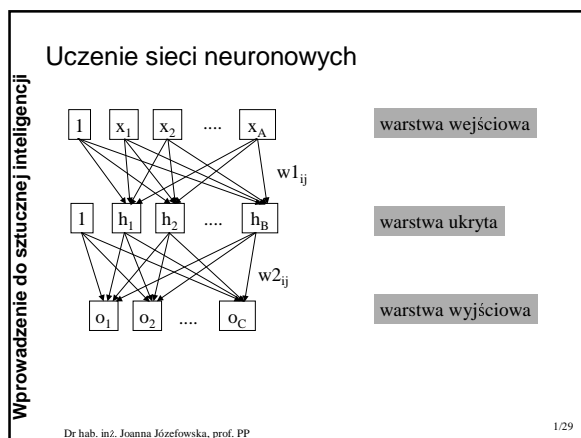 Uczenie sieci neuronowych
Wprowadzenie do sztucznej inteligencji
1 x1 x2 .... xA
warstwa wejściowa
w1ij
1 h1 h2 .... hB
warstwa ukryta
w2ij
o1 o2 .... oC
warstwa wyjściowa
Dr hab. inż. Joanna Józefowska, prof. PP
1/29